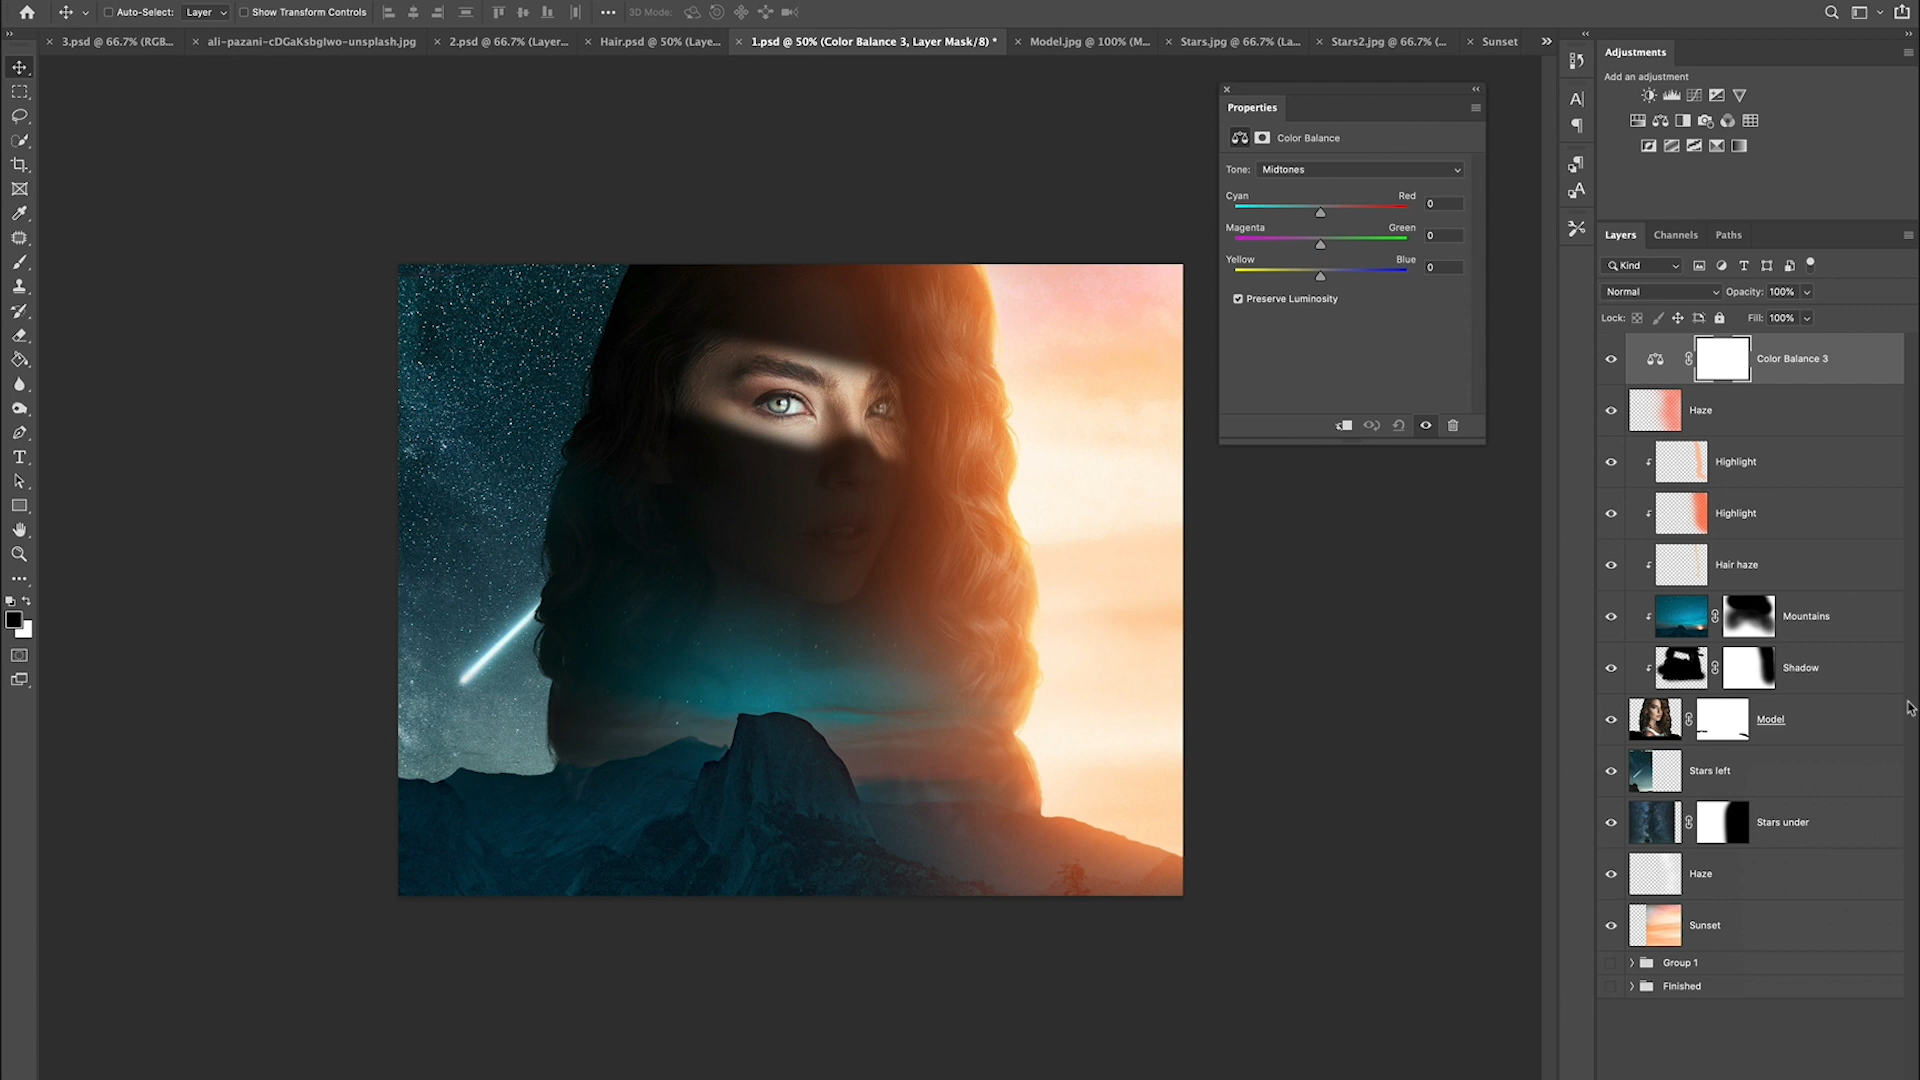 Auto-Select: Layer Show Transform Controls 3D Mode:
3.psd @ 66.7% (RGB... ali-pazani-cDGaKsbgIwo-unsplash.jpg 2.psd @ 66.7% (Layer... Hair.psd @ 50% (Laye... 1.psd @ 50% (Color Balance 3, Layer Mask/8) * Model.jpg @ 100% (M... Stars.jpg @ 66.7% (La... Stars2.jpg @ 66.7% (... Sunset
Adjustments
Add an adjustment
Properties
Color Balance
Tone: Midtones
Cyan Red 0
Magenta Green 0
Yellow Blue 0
Preserve Luminosity
Layers Channels Paths
Kind
Normal Opacity: 100%
Lock: Fill: 100%
Color Balance 3
Haze
Highlight
Highlight
Hair haze
Mountains
Shadow
Model
Stars left
Stars under
Haze
Sunset
Group 1
FInished